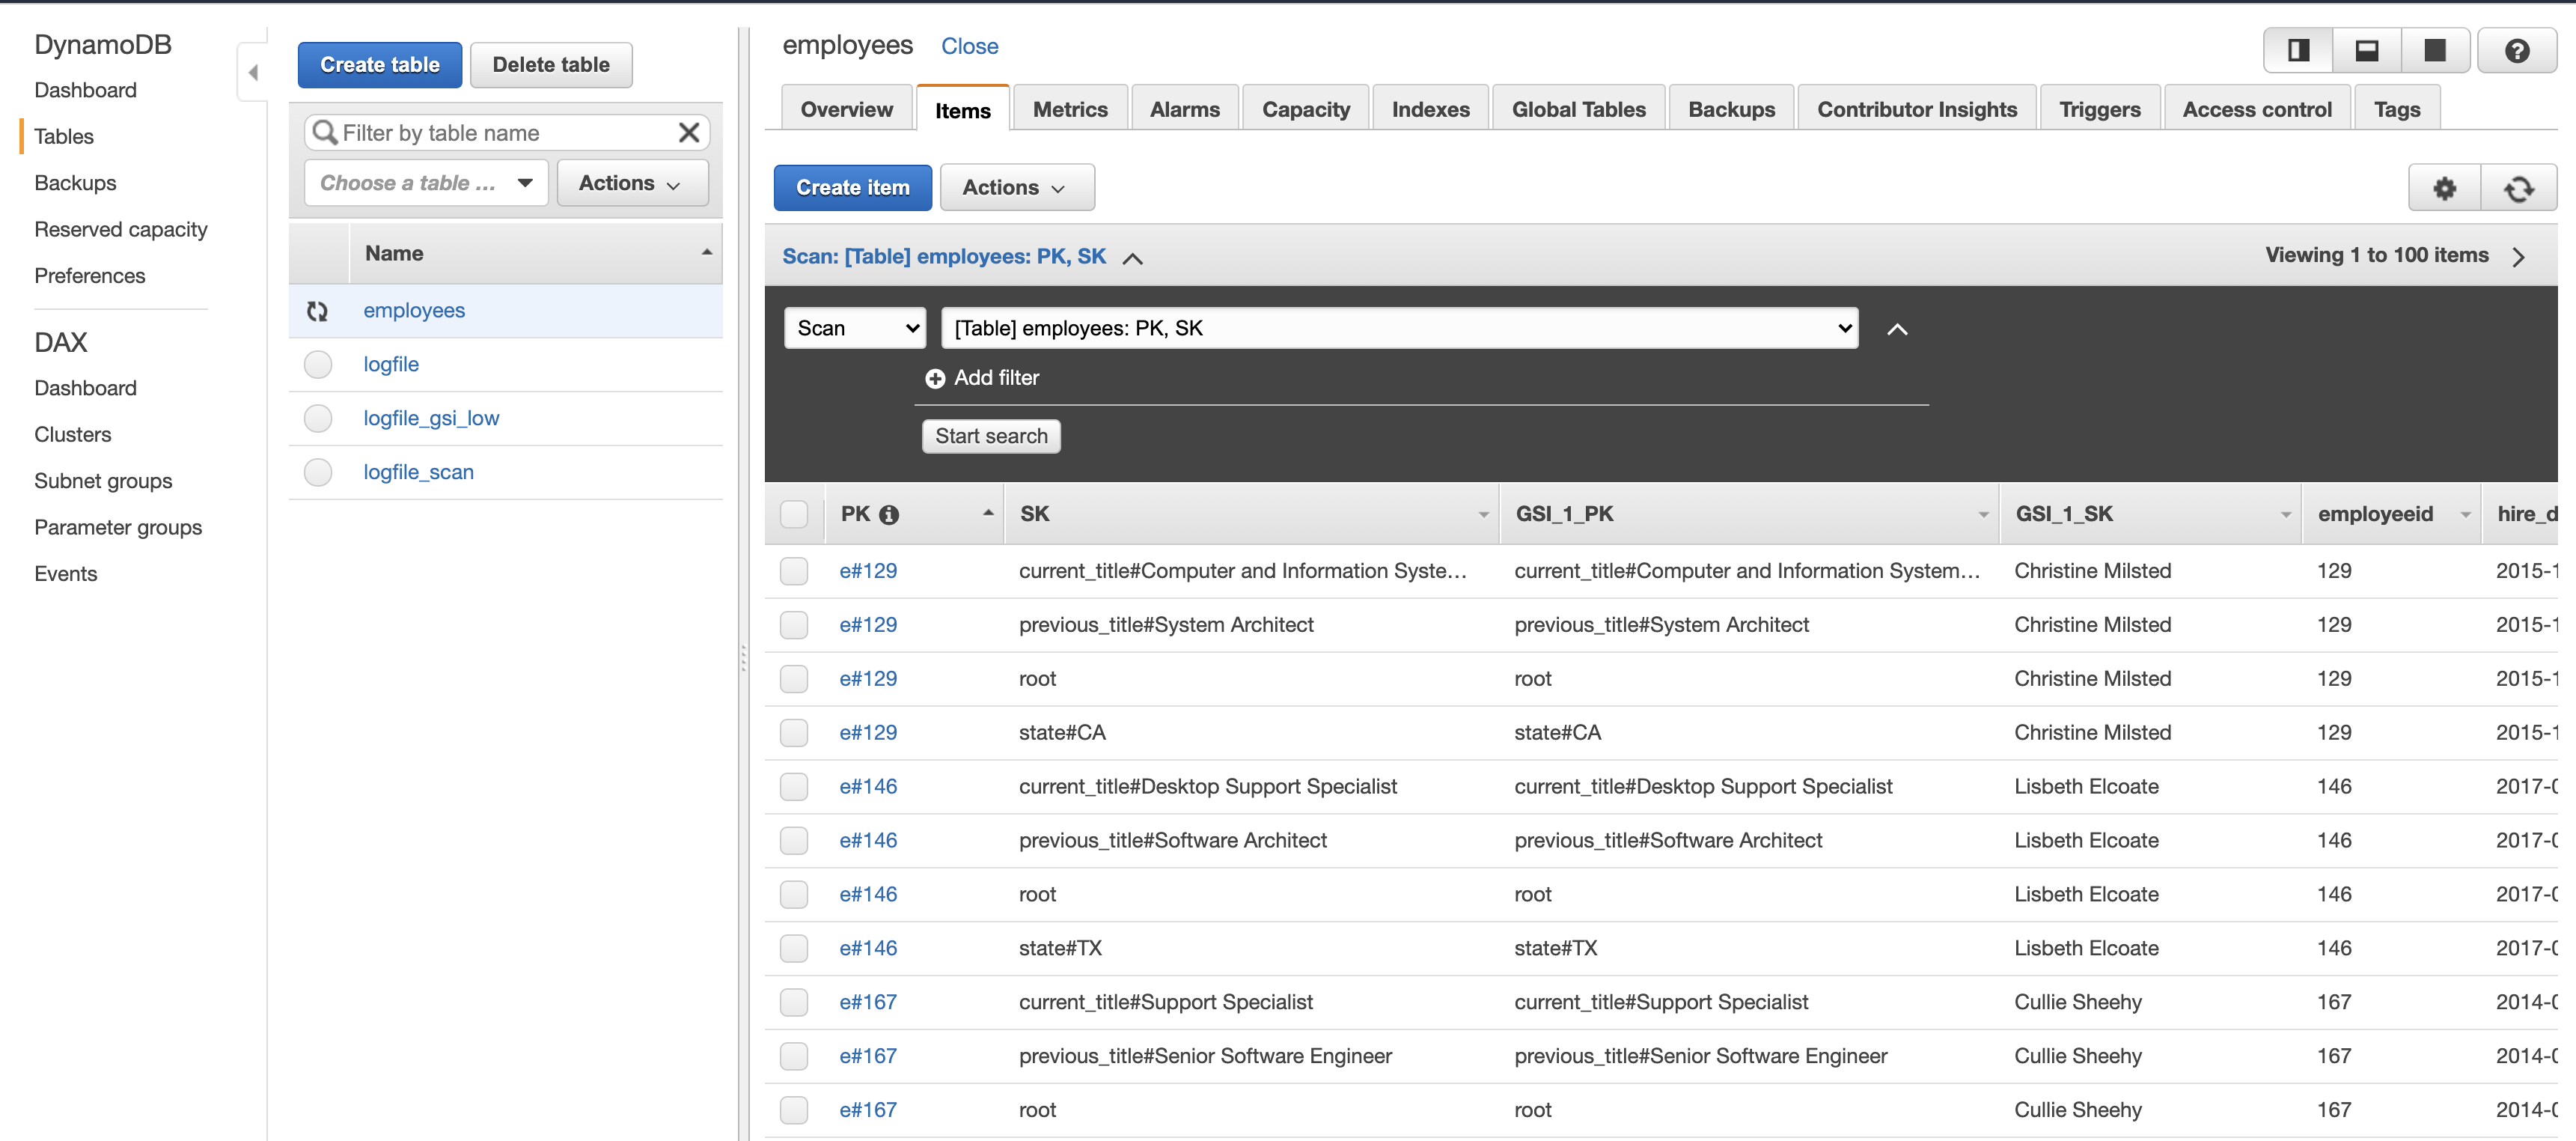 DynamoDB
Dashboard
Tables
Backups
Reserved capacity
Preferences
DAX
Dashboard
Clusters
Subnet groups
Parameter groups
Events
Create table
Delete table
Filter by table name
Choose a table ...
Actions
Name
employees
logfile
logfile_gsi_low
logfile_scan
employees Close
Overview Items Metrics Alarms Capacity Indexes Global Tables Backups Contributor Insights Triggers Access control Tags
Create item Actions
Scan: [Table] employees: PK, SK
Viewing 1 to 100 items
Scan [Table] employees: PK, SK
Add filter
Start search
PK SK GSI_1_PK GSI_1_SK employeeid hire_d
e#129 current_title#Computer and Information Syste… current_title#Computer and Information System… Christine Milsted 129 2015-1
e#129 previous_title#System Architect previous_title#System Architect Christine Milsted 129 2015-1
e#129 root root Christine Milsted 129 2015-1
e#129 state#CA state#CA Christine Milsted 129 2015-1
e#146 current_title#Desktop Support Specialist current_title#Desktop Support Specialist Lisbeth Elcoate 146 2017-0
e#146 previous_title#Software Architect previous_title#Software Architect Lisbeth Elcoate 146 2017-0
e#146 root root Lisbeth Elcoate 146 2017-0
e#146 state#TX state#TX Lisbeth Elcoate 146 2017-0
e#167 current_title#Support Specialist current_title#Support Specialist Cullie Sheehy 167 2014-0
e#167 previous_title#Senior Software Engineer previous_title#Senior Software Engineer Cullie Sheehy 167 2014-0
e#167 root root Cullie Sheehy 167 2014-0